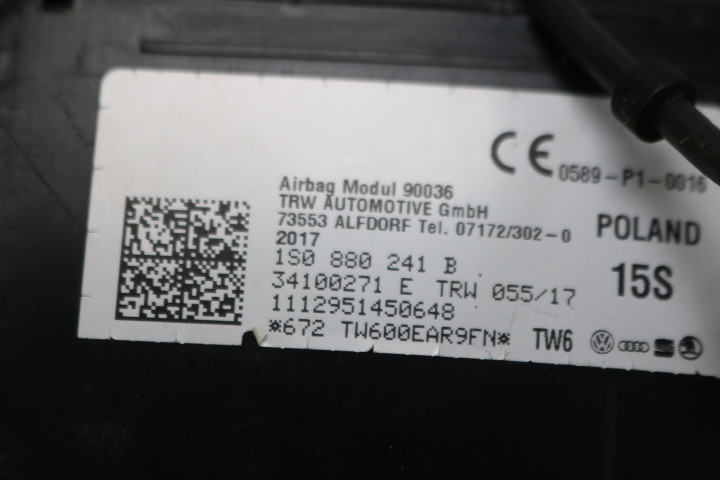 CE 0589-P1-0016
Airbag Modul 90036
TRW AUTOMOTIVE GmbH
73553 ALFDORF Tel. 07172/302-0
2017
POLAND
1S0 880 241 B
15S
34100271 E TRW 055/17
1112951450648
*672 TW600EAR9FN* TW6